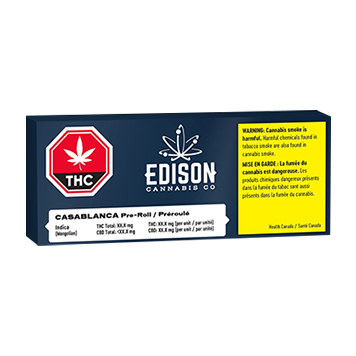 THC
EDISON
CANNABIS CO
CASABLANCA Pre-Roll / Préroulé
Indica
(Mongolian)
THC Total: XX.X mg
CBD Total: <XX.X mg
THC: XX.X mg (per unit / par unité)
CBD: XX.X mg (per unit / par unité)
WARNING: Cannabis smoke is
harmful. Harmful chemicals found in
tobacco smoke are also found in
cannabis smoke.
MISE EN GARDE : La fumée du
cannabis est dangereuse. Les
produits chimiques dangereux présents
dans la fumée du tabac sont aussi
présents dans la fumée du cannabis.
Health Canada / Santé Canada